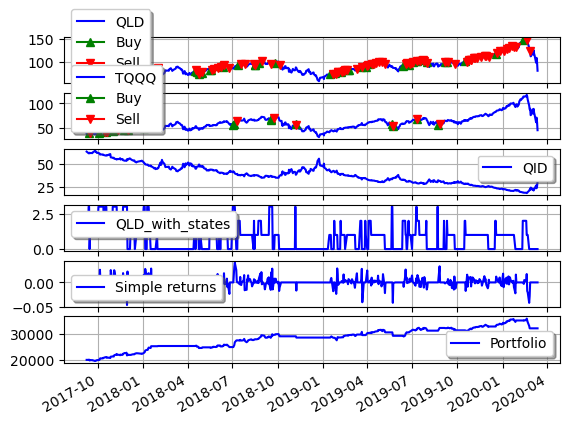 QLD
Buy
Sell
150
100
TQQQ
Buy
Sell
100
50
QID
50
25
QLD_with_states
2.5
0.0
Simple returns
0.00
−0.05
Portfolio
30000
20000
2017-10 2018-01 2018-04 2018-07 2018-10 2019-01 2019-04 2019-07 2019-10 2020-01 2020-04